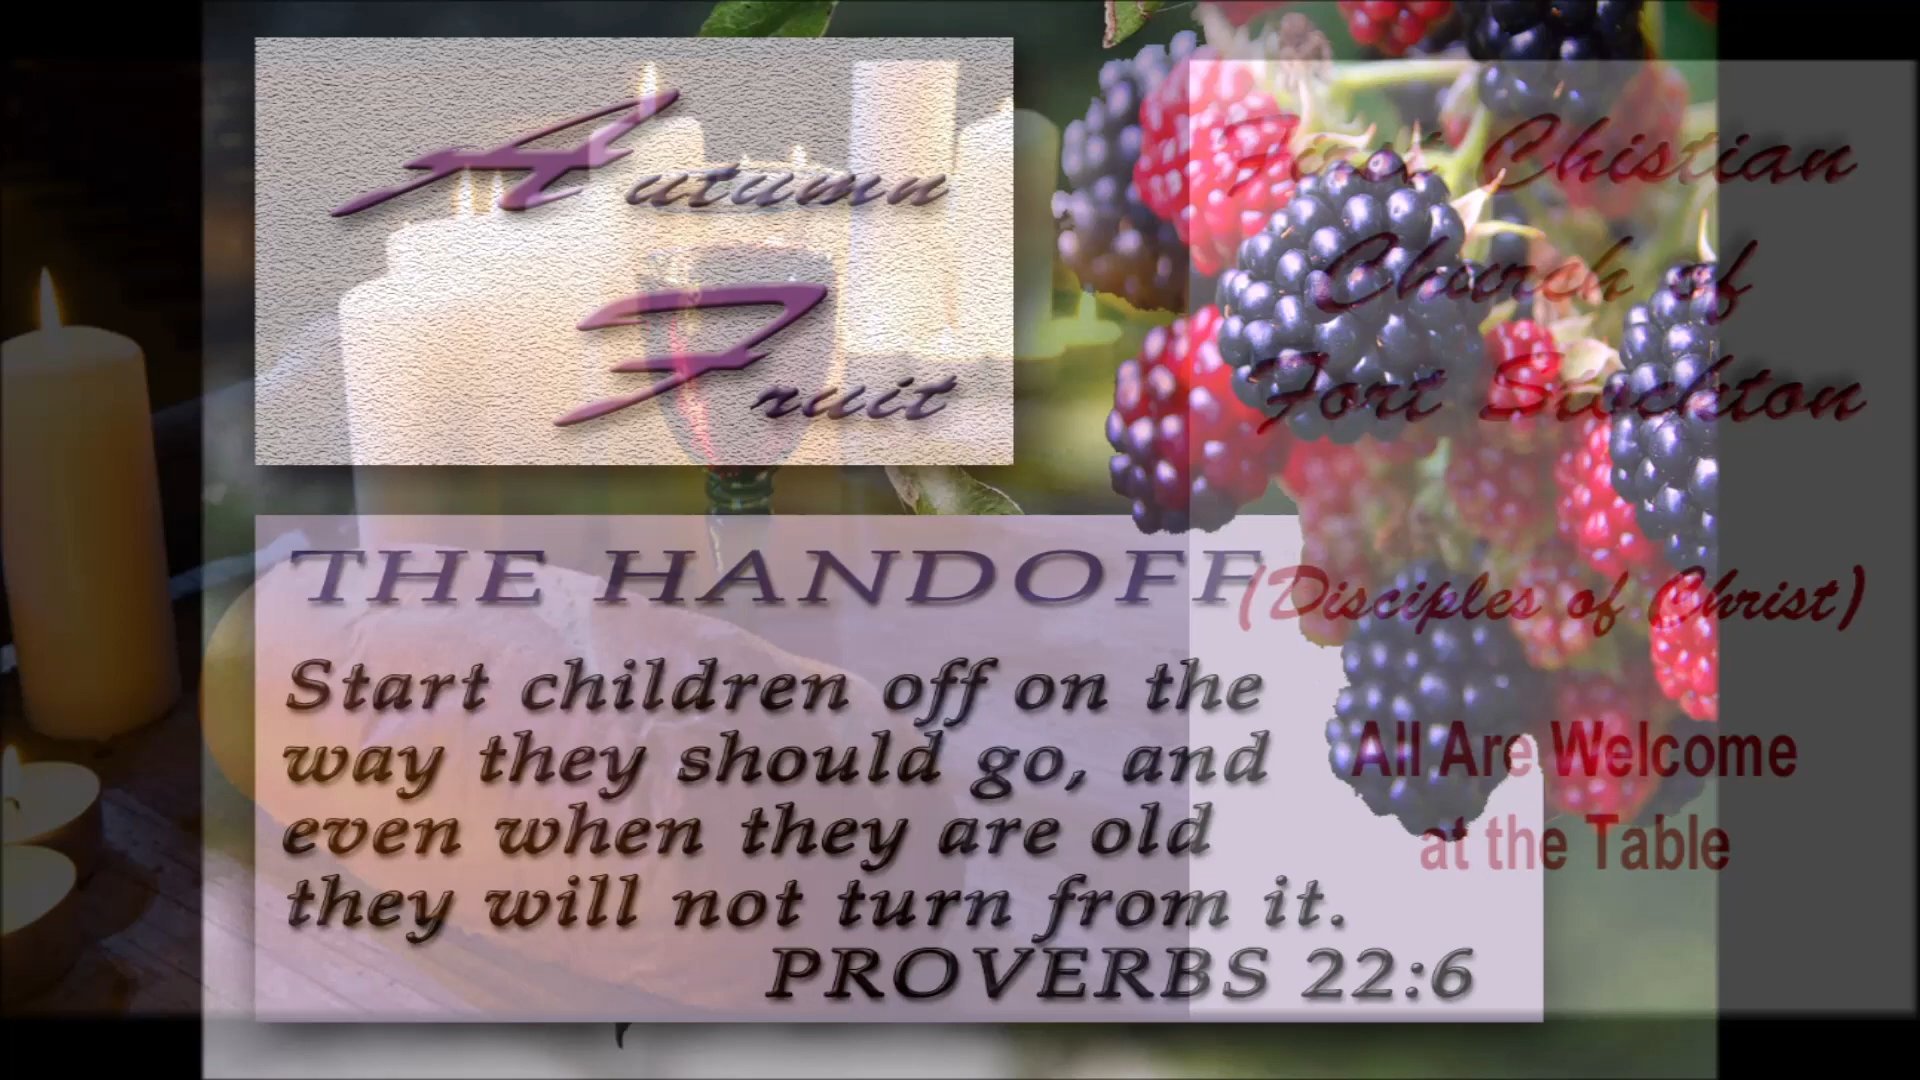 Autumn
Fruit
THE HANDOFF
Start children off on the
way they should go, and
even when they are old
they will not turn from it.
PROVERBS 22:6
First Chistian
Church of
Fort Stockton
(Disciples of Christ)
All Are Welcome
at the Table